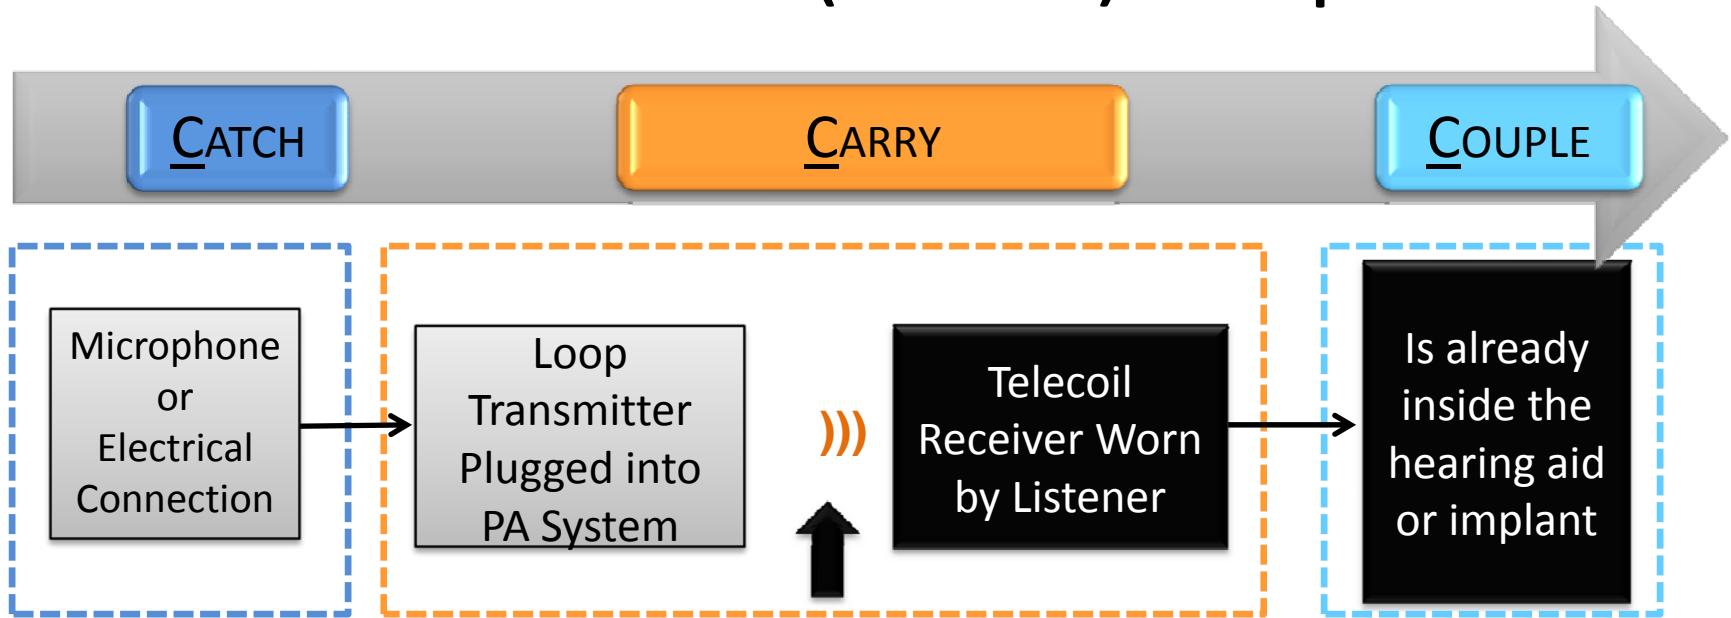 CATCH
CARRY
COUPLE
Microphone
or
Electrical
Connection
Loop
Transmitter
Plugged into
PA System
)))
Telecoil
Receiver Worn
by Listener
Is already
inside the
hearing aid
or implant